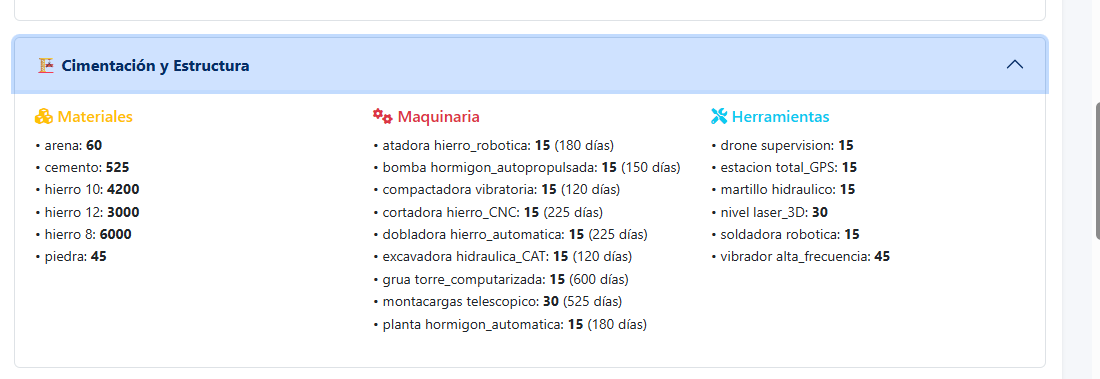 Cimentación y Estructura
Materiales
• arena: 60
• cemento: 525
• hierro 10: 4200
• hierro 12: 3000
• hierro 8: 6000
• piedra: 45
Maquinaria
• atadora hierro_robotica: 15 (180 días)
• bomba hormigon_autopropulsada: 15 (150 días)
• compactadora vibratoria: 15 (120 días)
• cortadora hierro_CNC: 15 (225 días)
• dobladora hierro_automatica: 15 (225 días)
• excavadora hidraulica_CAT: 15 (120 días)
• grua torre_computarizada: 15 (600 días)
• montacargas telescopico: 30 (525 días)
• planta hormigon_automatica: 15 (180 días)
Herramientas
• drone supervision: 15
• estacion total_GPS: 15
• martillo hidraulico: 15
• nivel laser_3D: 30
• soldadora robotica: 15
• vibrador alta_frecuencia: 45